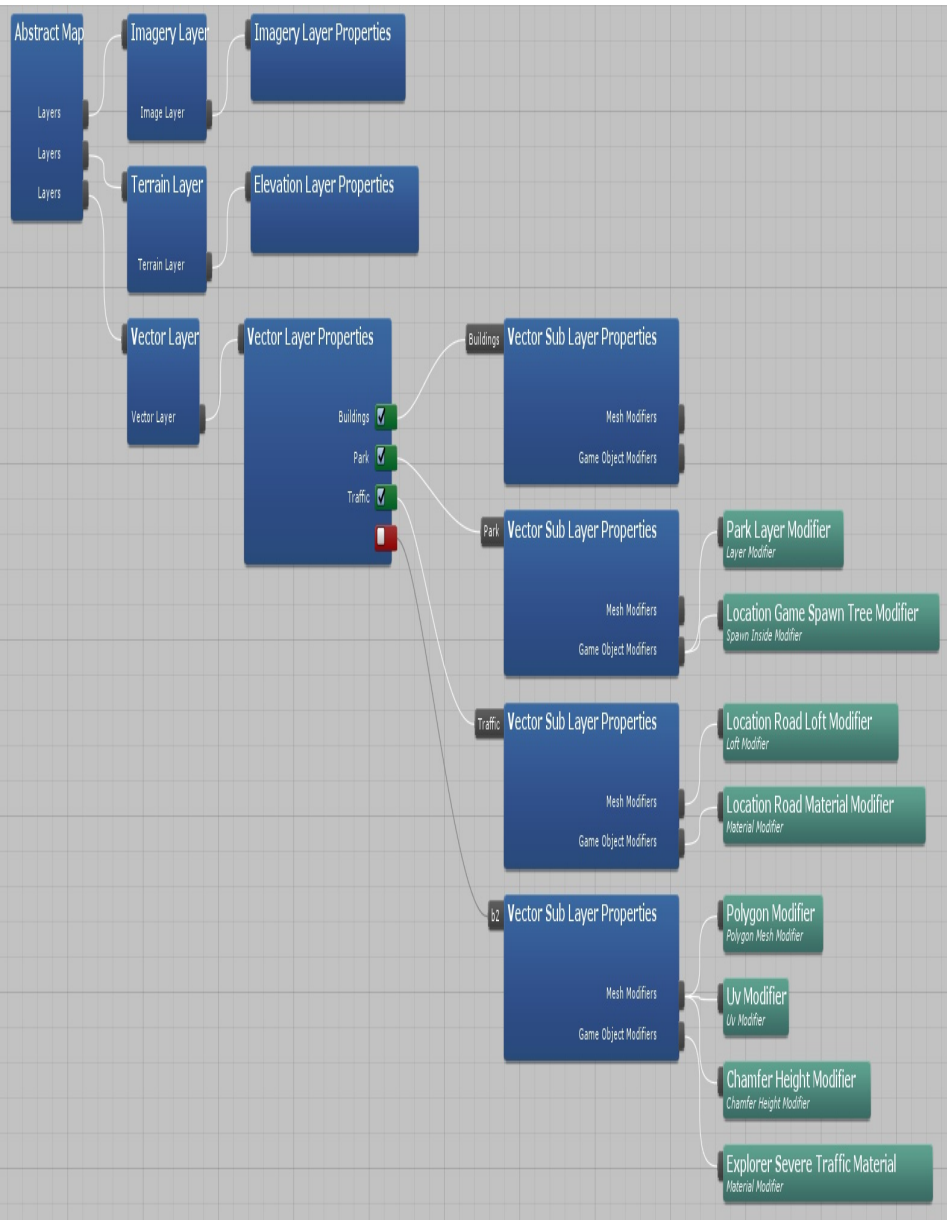 Abstract Map
Layers
Layers
Layers
Imagery Layer
Image Layer
Imagery Layer Properties
Terrain Layer
Terrain Layer
Elevation Layer Properties
Vector Layer
Vector Layer
Vector Layer Properties
Buildings
Park
Traffic
Buildings
Vector Sub Layer Properties
Mesh Modifiers
Game Object Modifiers
Park
Vector Sub Layer Properties
Mesh Modifiers
Game Object Modifiers
Park Layer Modifier
Layer Modifier
Location Game Spawn Tree Modifier
Spawn Inside Modifier
Traffic
Vector Sub Layer Properties
Mesh Modifiers
Game Object Modifiers
Location Road Loft Modifier
Loft Modifier
Location Road Material Modifier
Material Modifier
b2
Vector Sub Layer Properties
Mesh Modifiers
Game Object Modifiers
Polygon Modifier
Polygon Mesh Modifier
Uv Modifier
Uv Modifier
Chamfer Height Modifier
Chamfer Height Modifier
Explorer Severe Traffic Material
Material Modifier